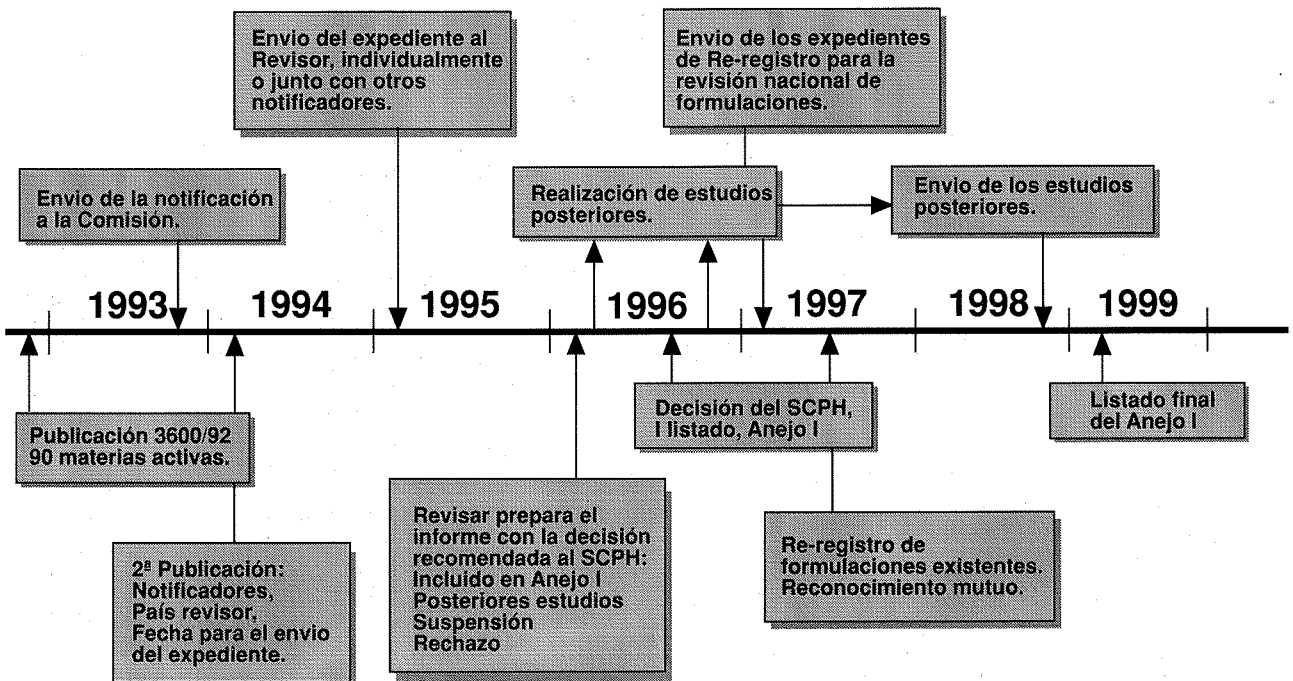 Envio del expediente al
Revisor, individualmente
o junto con otros
notificadores.
Envio de los expedientes
de Re-registro para la
revisión nacional de
formulaciones.
Envio de la notificación
a la Comisión.
Realización de estudios
posteriores.
Envio de los estudios
posteriores.
1993 1994 1995 1996 1997 1998 1999
Publicación 3600/92
90 materias activas.
Decisión del SCPH,
I listado, Anejo I
Listado final
del Anejo I
2ª Publicación:
Notificadores,
País revisor,
Fecha para el envio
del expediente.
Revisar prepara el
informe con la decisión
recomendada al SCPH:
Incluido en Anejo I
Posteriores estudios
Suspensión
Rechazo
Re-registro de
formulaciones existentes.
Reconocimiento mutuo.